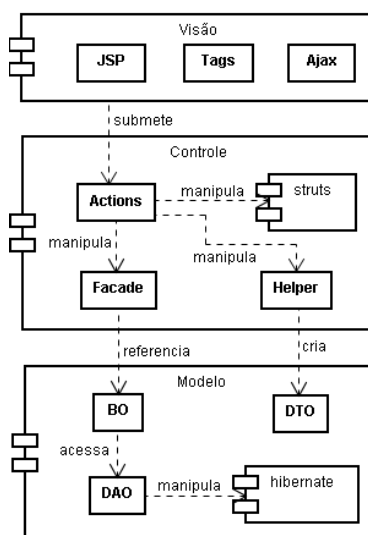 Visão
JSP Tags Ajax
submete
Controle
manipula struts
Actions
manipula manipula
Facade Helper
referencia cria
Modelo
BO DTO
acessa
manipula hibernate
DAO